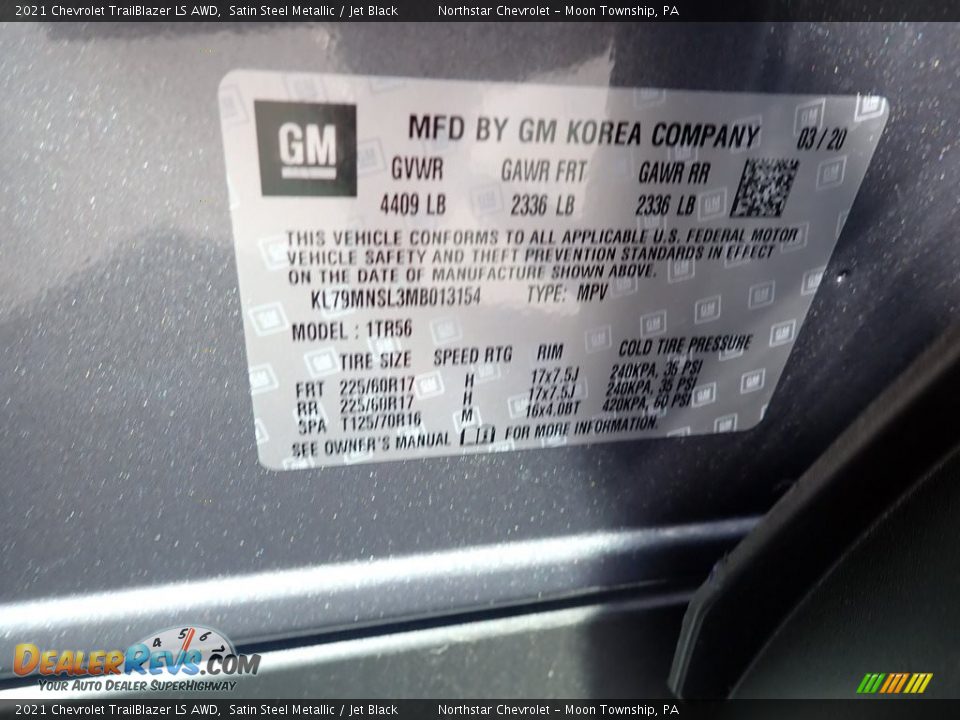 2021 Chevrolet TrailBlazer LS AWD, Satin Steel Metallic / Jet Black Northstar Chevrolet - Moon Township, PA
GM
MFD BY GM KOREA COMPANY 03/20
GVWR GAWR FRT GAWR RR
4409 LB 2336 LB 2336 LB
THIS VEHICLE CONFORMS TO ALL APPLICABLE U.S. FEDERAL MOTOR
VEHICLE SAFETY AND THEFT PREVENTION STANDARDS IN EFFECT
ON THE DATE OF MANUFACTURE SHOWN ABOVE.
KL79MNSL3MB013154 TYPE: MPV
MODEL : 1TR56
TIRE SIZE SPEED RTG RIM COLD TIRE PRESSURE
FRT 225/60R17 H 17x7.5J 240KPA, 35 PSI
RR 225/60R17 H 17x7.5J 240KPA, 35 PSI
SPA T125/70R16 M 16x4.0BT 420KPA, 60 PSI
SEE OWNER'S MANUAL FOR MORE INFORMATION.
4 5 6 7
DEALERREVS.COM
YOUR AUTO DEALER SUPERHIGHWAY
2021 Chevrolet TrailBlazer LS AWD, Satin Steel Metallic / Jet Black Northstar Chevrolet - Moon Township, PA